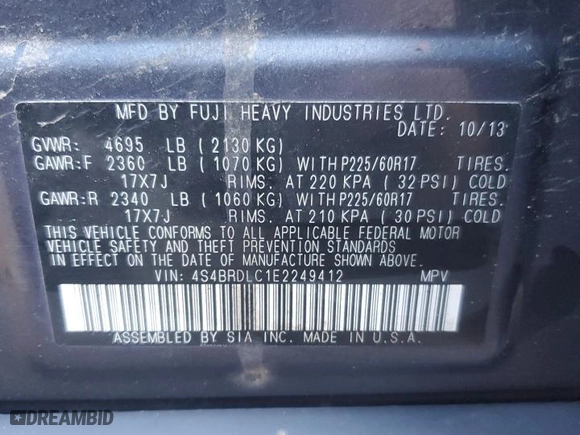 MFD BY FUJI HEAVY INDUSTRIES LTD.
DATE: 10/13
GVWR: 4695 LB ( 2130 KG)
GAWR:F 2360 LB ( 1070 KG) WITH P225/60R17 TIRES.
17X7J RIMS. AT 220 KPA ( 32 PSI) COLD
GAWR:R 2340 LB ( 1060 KG) WITH P225/60R17 TIRES.
17X7J RIMS. AT 210 KPA ( 30 PSI) COLD
THIS VEHICLE CONFORMS TO ALL APPLICABLE FEDERAL MOTOR
VEHICLE SAFETY AND THEFT PREVENTION STANDARDS IN
EFFECT ON THE DATE OF MANUFACTURE SHOWN ABOVE.
VIN: 4S4BRDLC1E2249412 MPV
ASSEMBLED BY SIA INC. MADE IN U.S.A.
DREAMBID